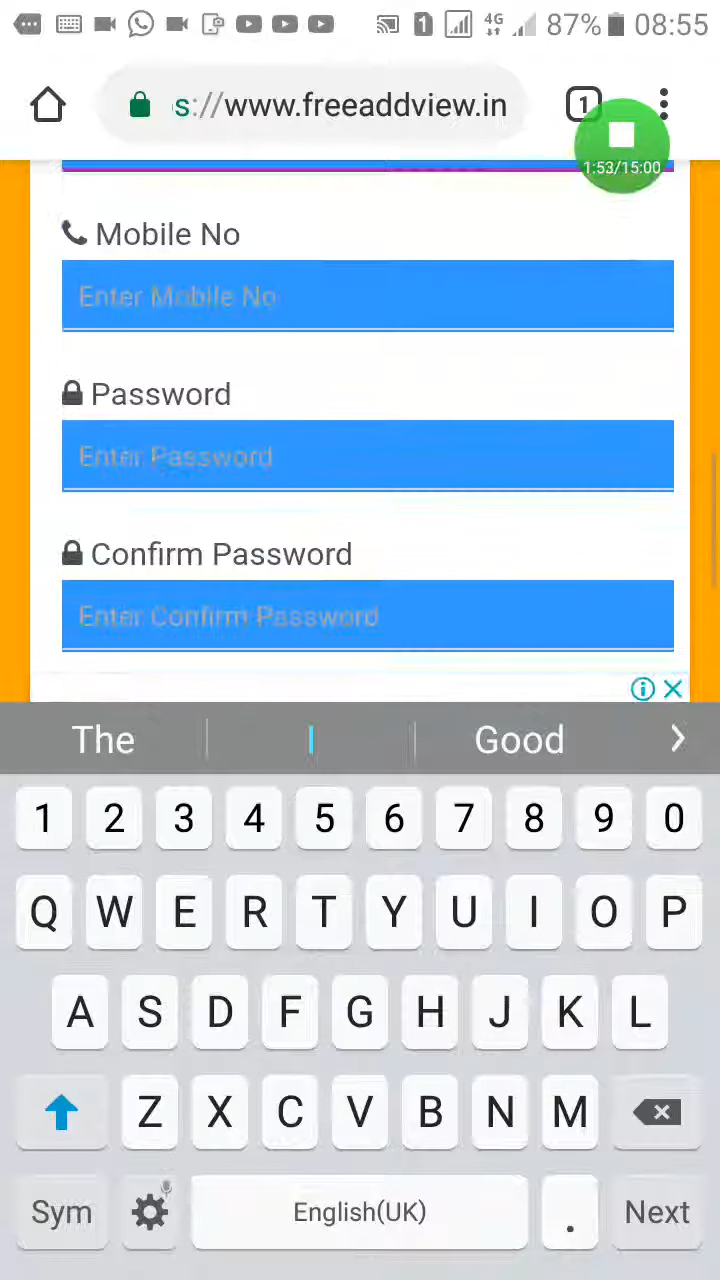 1 4G 87% 08:55
s://www.freeaddview.in 1
1:53/15:00
Mobile No
Enter Mobile No
Password
Enter Password
Confirm Password
Enter Confirm Password
The Good
1 2 3 4 5 6 7 8 9 0
Q W E R T Y U I O P
A S D F G H J K L
Z X C V B N M
Sym English(UK) . Next